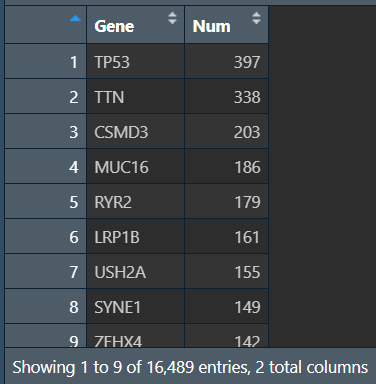 Gene Num
1 TP53 397
2 TTN 338
3 CSMD3 203
4 MUC16 186
5 RYR2 179
6 LRP1B 161
7 USH2A 155
8 SYNE1 149
9 ZFHX4 142
Showing 1 to 9 of 16,489 entries, 2 total columns